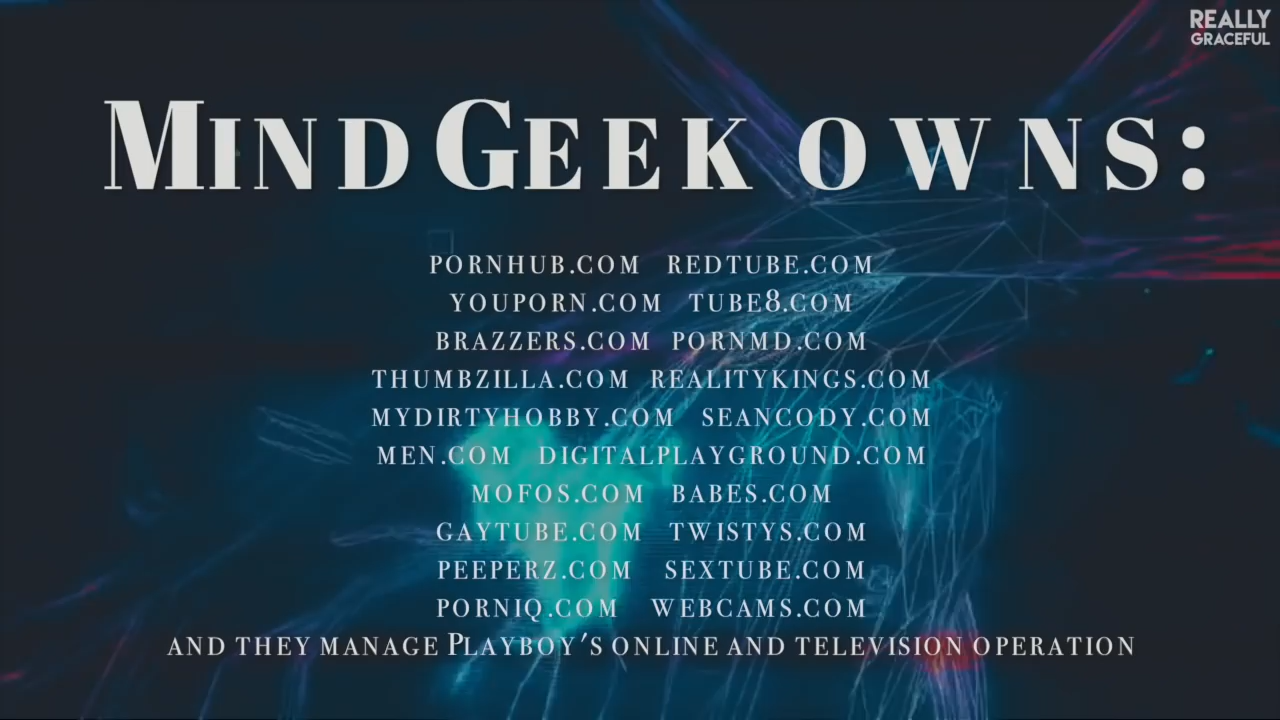 REALLY
GRACEFUL
MINDGEEK OWNS:
PORNHUB.COM REDTUBE.COM
YOUPORN.COM TUBE8.COM
BRAZZERS.COM PORNMD.COM
THUMBZILLA.COM REALITYKINGS.COM
MYDIRTYHOBBY.COM SEANCODY.COM
MEN.COM DIGITALPLAYGROUND.COM
MOFOS.COM BABES.COM
GAYTUBE.COM TWISTYS.COM
PEEPERZ.COM SEXTUBE.COM
PORNIQ.COM WEBCAMS.COM
AND THEY MANAGE PLAYBOY'S ONLINE AND TELEVISION OPERATION